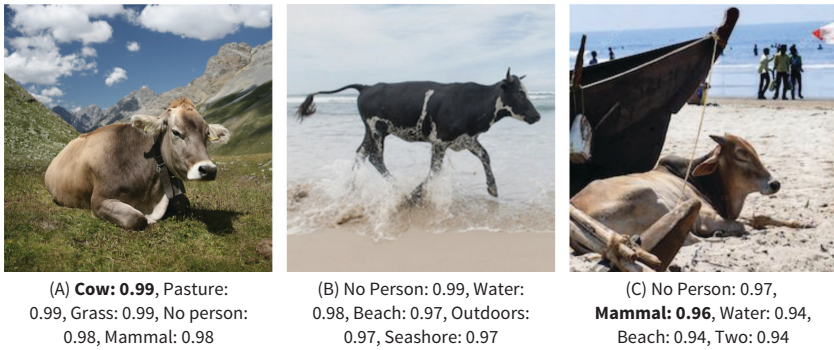 (A) Cow: 0.99, Pasture:
0.99, Grass: 0.99, No person:
0.98, Mammal: 0.98
(B) No Person: 0.99, Water:
0.98, Beach: 0.97, Outdoors:
0.97, Seashore: 0.97
(C) No Person: 0.97,
Mammal: 0.96, Water: 0.94,
Beach: 0.94, Two: 0.94